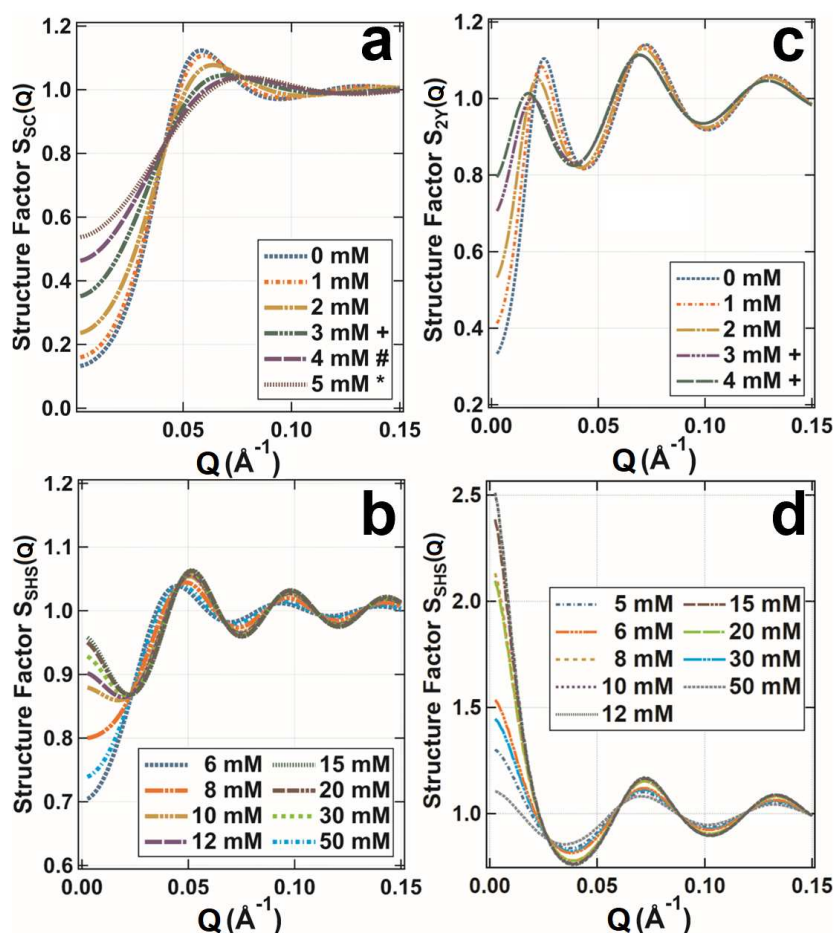 a
Structure Factor S_SC(Q)
1.2
1.0
0.8
0.6
0.4
0.2
0.0
0 mM
1 mM
2 mM
3 mM +
4 mM #
5 mM *
0.05
0.10
0.15
Q (Å⁻¹)
c
Structure Factor S_2Y(Q)
1.2
1.0
0.8
0.6
0.4
0.2
0 mM
1 mM
2 mM
3 mM +
4 mM +
0.00
0.05
0.10
0.15
Q (Å⁻¹)
b
Structure Factor S_SHS(Q)
1.2
1.1
1.0
0.9
0.8
0.7
0.6
6 mM
8 mM
10 mM
12 mM
15 mM
20 mM
30 mM
50 mM
0.00
0.05
0.10
0.15
Q (Å⁻¹)
d
Structure Factor S_SHS(Q)
2.5
2.0
1.5
1.0
5 mM
6 mM
8 mM
10 mM
12 mM
15 mM
20 mM
30 mM
50 mM
0.00
0.05
0.10
0.15
Q (Å⁻¹)